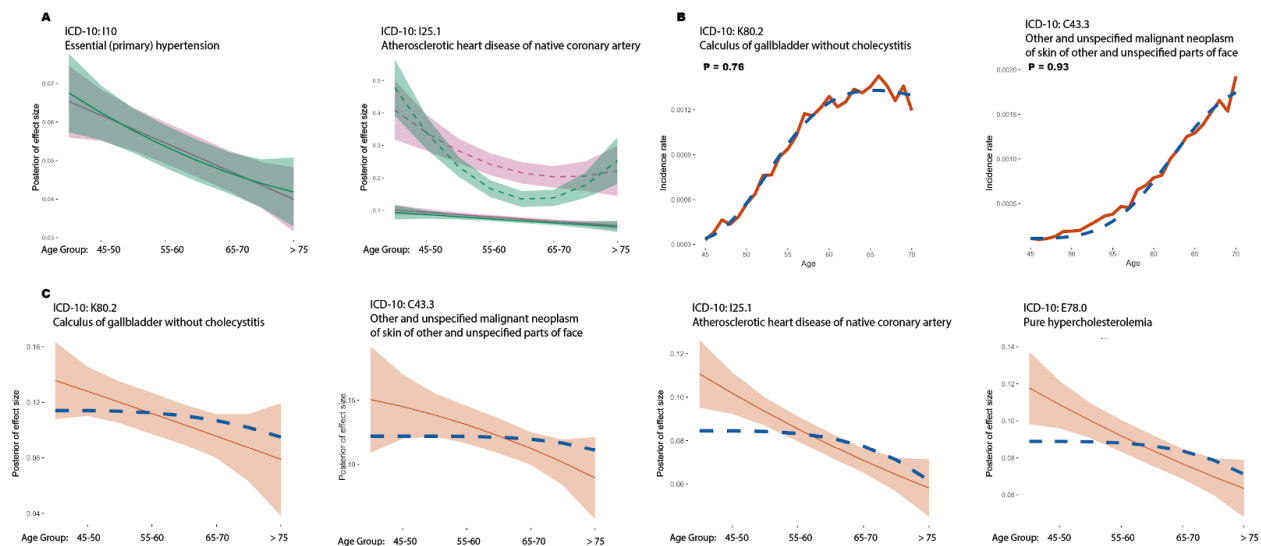 A
ICD-10: I10
Essential (primary) hypertension
Posterior of effect size
0.07
0.06
0.05
0.04
0.03
Age Group: 45-50 55-60 65-70 > 75
ICD-10: I25.1
Atherosclerotic heart disease of native coronary artery
Posterior of effect size
0.5
0.4
0.3
0.2
0.1
Age Group: 45-50 55-60 65-70 > 75
B
ICD-10: K80.2
Calculus of gallbladder without cholecystitis
P = 0.76
Incidence rate
0.0012
0.0009
0.0006
0.0003
45 50 55 60 65 70
Age
ICD-10: C43.3
Other and unspecified malignant neoplasm
of skin of other and unspecified parts of face
P = 0.93
Incidence rate
0.0020
0.0015
0.0010
0.0005
45 50 55 60 65 70
Age
C
ICD-10: K80.2
Calculus of gallbladder without cholecystitis
Posterior of effect size
0.16
0.12
0.08
0.04
Age Group: 45-50 55-60 65-70 > 75
ICD-10: C43.3
Other and unspecified malignant neoplasm
of skin of other and unspecified parts of face
Posterior of effect size
0.15
0.10
Age Group: 45-50 55-60 65-70 > 75
ICD-10: I25.1
Atherosclerotic heart disease of native coronary artery
Posterior of effect size
0.12
0.10
0.08
0.06
Age Group: 45-50 55-60 65-70 > 75
ICD-10: E78.0
Pure hypercholesterolemia
Posterior of effect size
0.14
0.12
0.10
0.08
0.06
Age Group: 45-50 55-60 65-70 > 75